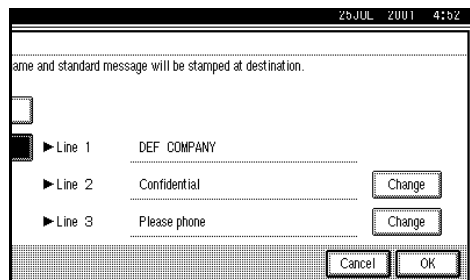 25JUL 2001 4:52
ame and standard message will be stamped at destination.
►Line 1 DEF COMPANY
►Line 2 Confidential Change
►Line 3 Please phone Change
Cancel OK